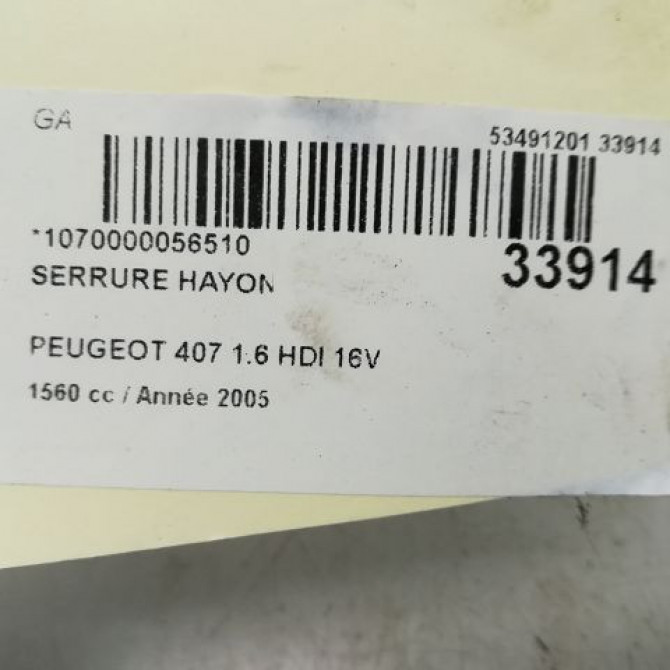 GA
53491201 33914
*1070000056510
33914
SERRURE HAYON
PEUGEOT 407 1.6 HDI 16V
1560 cc / Année 2005